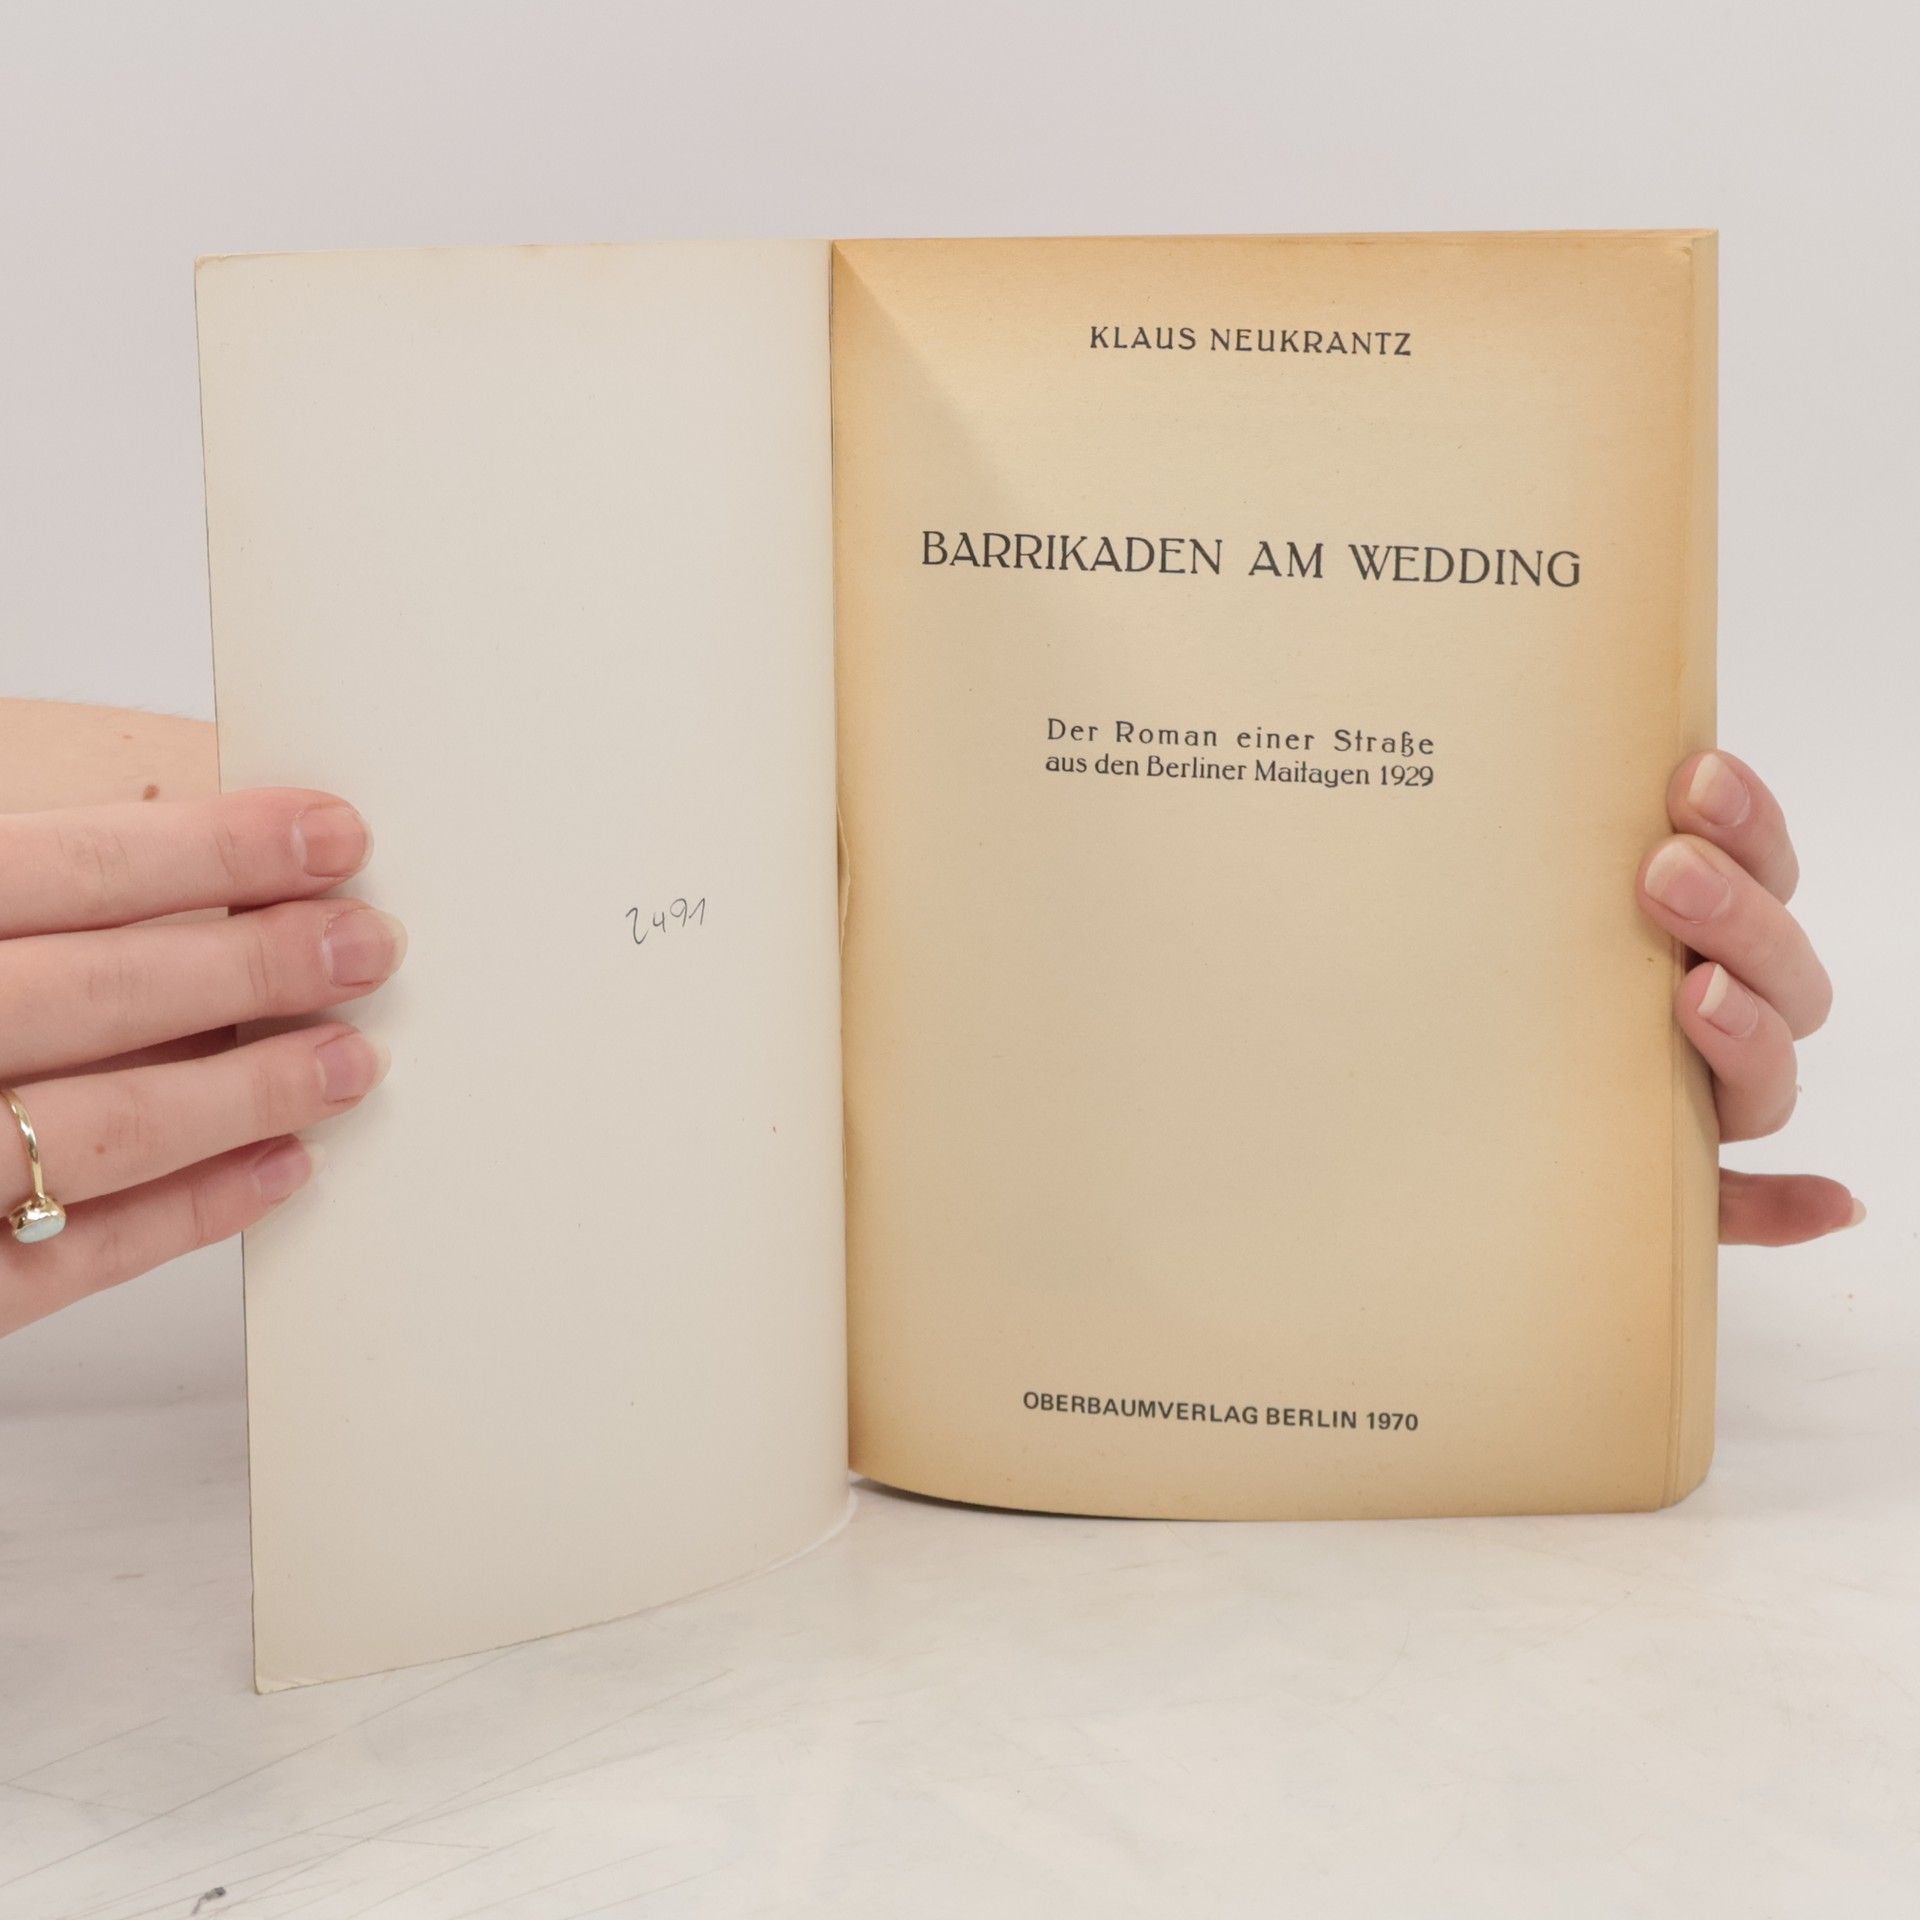 2491
KLAUS NEUKRANTZ
BARRIKADEN AM WEDDING
Der Roman einer Straße
aus den Berliner Maitagen 1929
OBERBAUMVERLAG BERLIN 1970